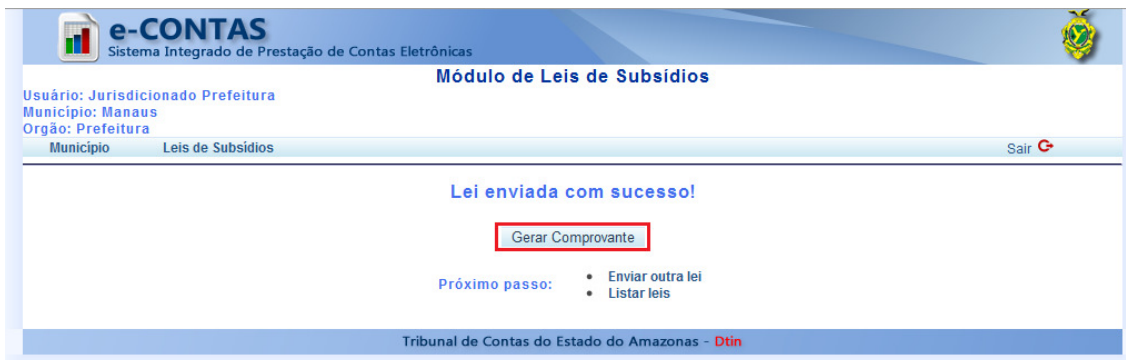 e-CONTAS
Sistema Integrado de Prestação de Contas Eletrônicas
Módulo de Leis de Subsídios
Usuário: Jurisdicionado Prefeitura
Município: Manaus
Orgão: Prefeitura
Município Leis de Subsídios Sair
Lei enviada com sucesso!
Gerar Comprovante
Próximo passo:
• Enviar outra lei
• Listar leis
Tribunal de Contas do Estado do Amazonas - Dtin